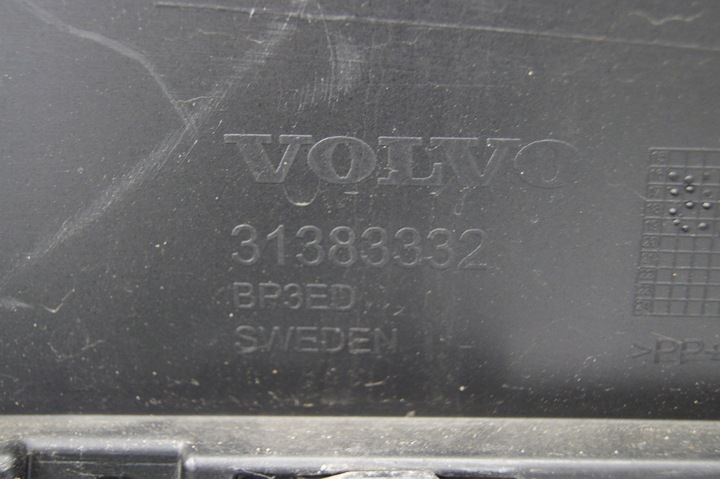 VOLVO
31383332
BP3ED
SWEDEN
>PP+